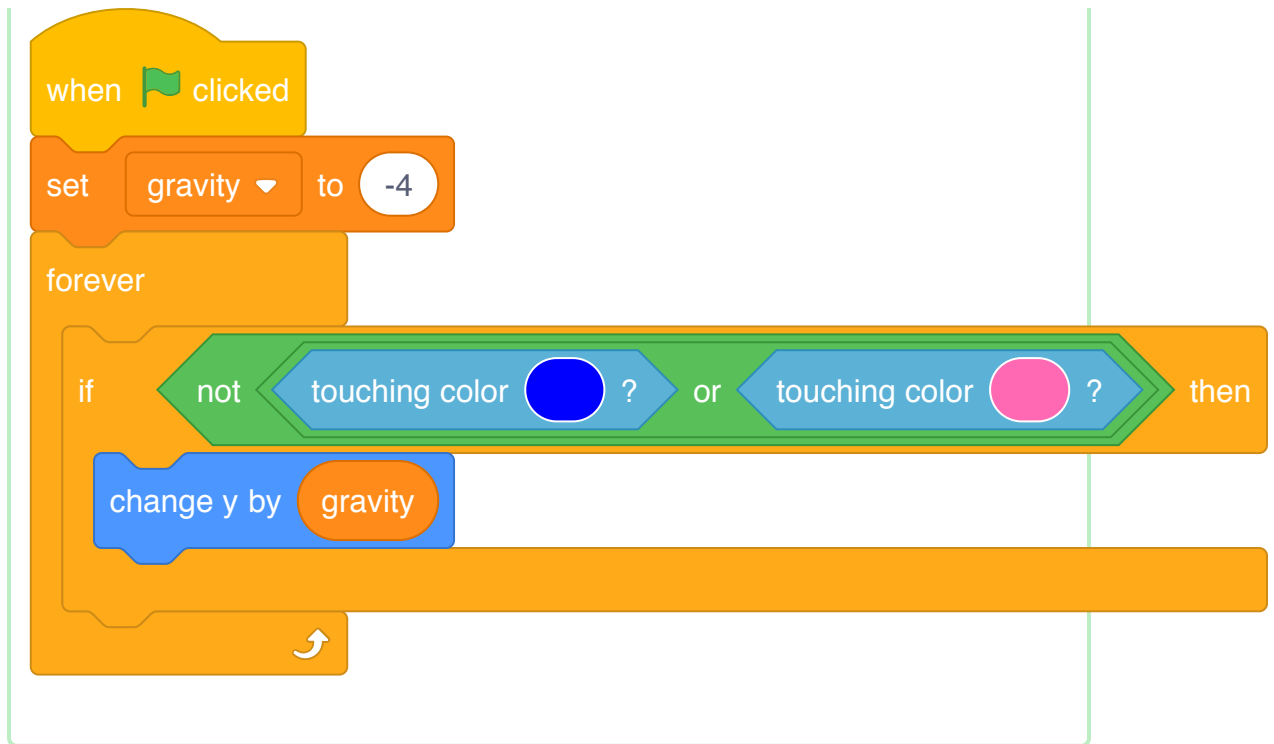 when clicked
set gravity to -4
forever
if not touching color ? or touching color ? then
change y by gravity